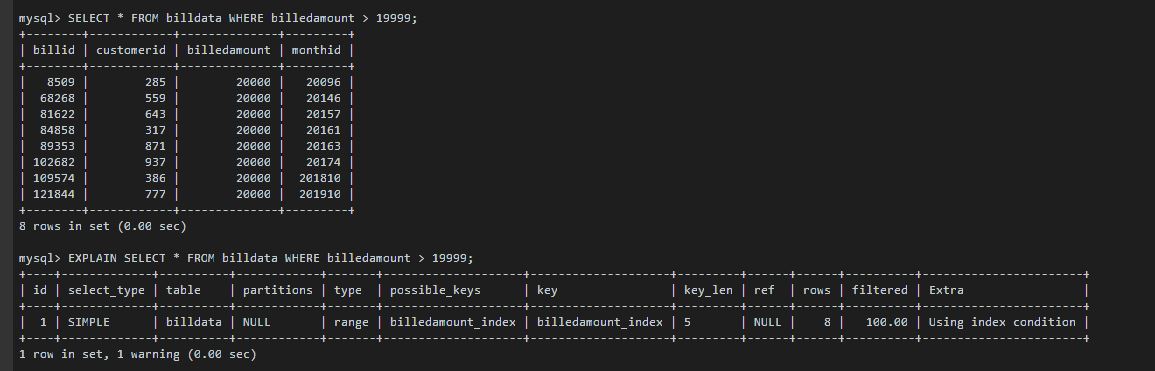 mysql> SELECT * FROM billdata WHERE billedamount > 19999;
+--------+------------+--------------+---------+
| billid | customerid | billedamount | monthid |
+--------+------------+--------------+---------+
|   8509 |        285 |        20000 |   20096 |
|  68268 |        559 |        20000 |   20146 |
|  81622 |        643 |        20000 |   20157 |
|  84858 |        317 |        20000 |   20161 |
|  89353 |        871 |        20000 |   20163 |
| 102682 |        937 |        20000 |   20174 |
| 109574 |        386 |        20000 |  201810 |
| 121844 |        777 |        20000 |  201910 |
+--------+------------+--------------+---------+
8 rows in set (0.00 sec)
mysql> EXPLAIN SELECT * FROM billdata WHERE billedamount > 19999;
+----+-------------+----------+------------+-------+--------------------+--------------------+---------+------+------+----------+-----------------------+
| id | select_type | table    | partitions | type  | possible_keys      | key                | key_len | ref  | rows | filtered | Extra                 |
+----+-------------+----------+------------+-------+--------------------+--------------------+---------+------+------+----------+-----------------------+
|  1 | SIMPLE      | billdata | NULL       | range | billedamount_index | billedamount_index | 5       | NULL |    8 |   100.00 | Using index condition |
+----+-------------+----------+------------+-------+--------------------+--------------------+---------+------+------+----------+-----------------------+
1 row in set, 1 warning (0.00 sec)